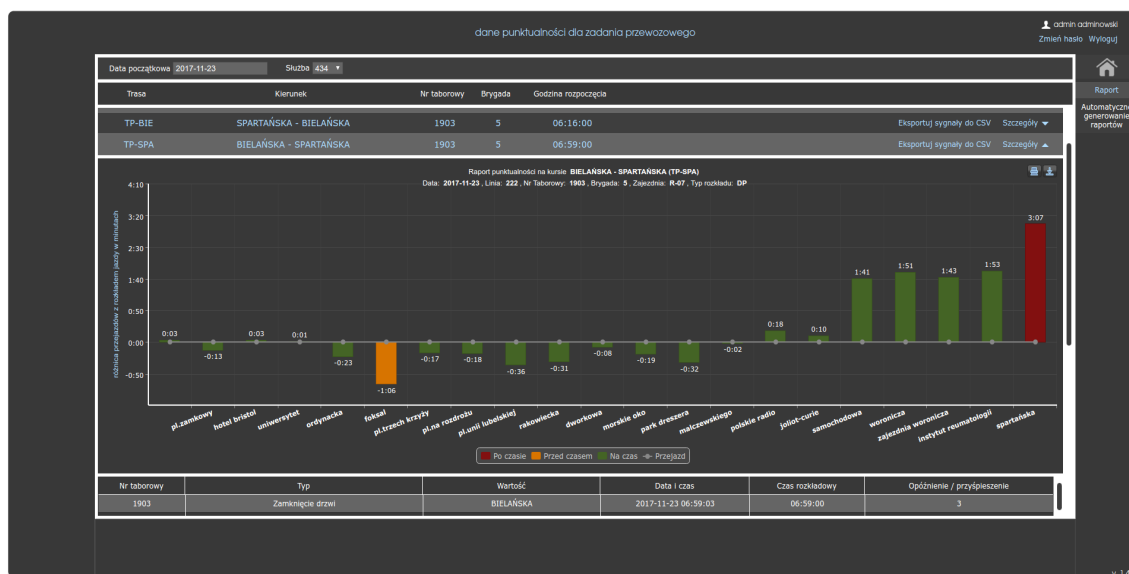 dane punktualności dla zadania przewozowego
admin adminowski
Zmień hasło Wyloguj
Data początkowa 2017-11-23 Służba 434
Raport
Automatyczne
generowanie
raportów
Trasa Kierunek Nr taborowy Brygada Godzina rozpoczęcia
TP-BIE SPARTAŃSKA - BIELAŃSKA 1903 5 06:16:00 Eksportuj sygnały do CSV Szczegóły
TP-SPA BIELAŃSKA - SPARTAŃSKA 1903 5 06:59:00 Eksportuj sygnały do CSV Szczegóły
Raport punktualności na kursie BIELAŃSKA - SPARTAŃSKA (TP-SPA)
Data: 2017-11-23 , Linia: 222 , Nr Taborowy: 1903 , Brygada: 5 , Zajezdnia: R-07 , Typ rozkładu: DP
różnica przejazdów z rozkładem jazdy w minutach
4:10
3:20
2:30
1:40
0:50
0:00
-0:50
0:03
-0:13
0:03
0:01
-0:23
-1:06
-0:17
-0:18
-0:36
-0:31
-0:08
-0:19
-0:32
-0:02
0:18
0:10
1:41
1:51
1:43
1:53
3:07
pl.zamkowy
hotel bristol
uniwersytet
ordynacka
foksal
pl.trzech krzyży
pl.na rozdrożu
pl.unii lubelskiej
rakowiecka
dworkowa
morskie oko
park dreszera
malczewskiego
polskie radio
joliot-curie
samochodowa
woronicza
zajezdnia woronicza
instytut reumatologii
spartańska
Po czasie Przed czasem Na czas Przejazd
Nr taborowy Typ Wartość Data i czas Czas rozkładowy Opóźnienie / przyśpieszenie
1903 Zamknięcie drzwi BIELAŃSKA 2017-11-23 06:59:03 06:59:00 3